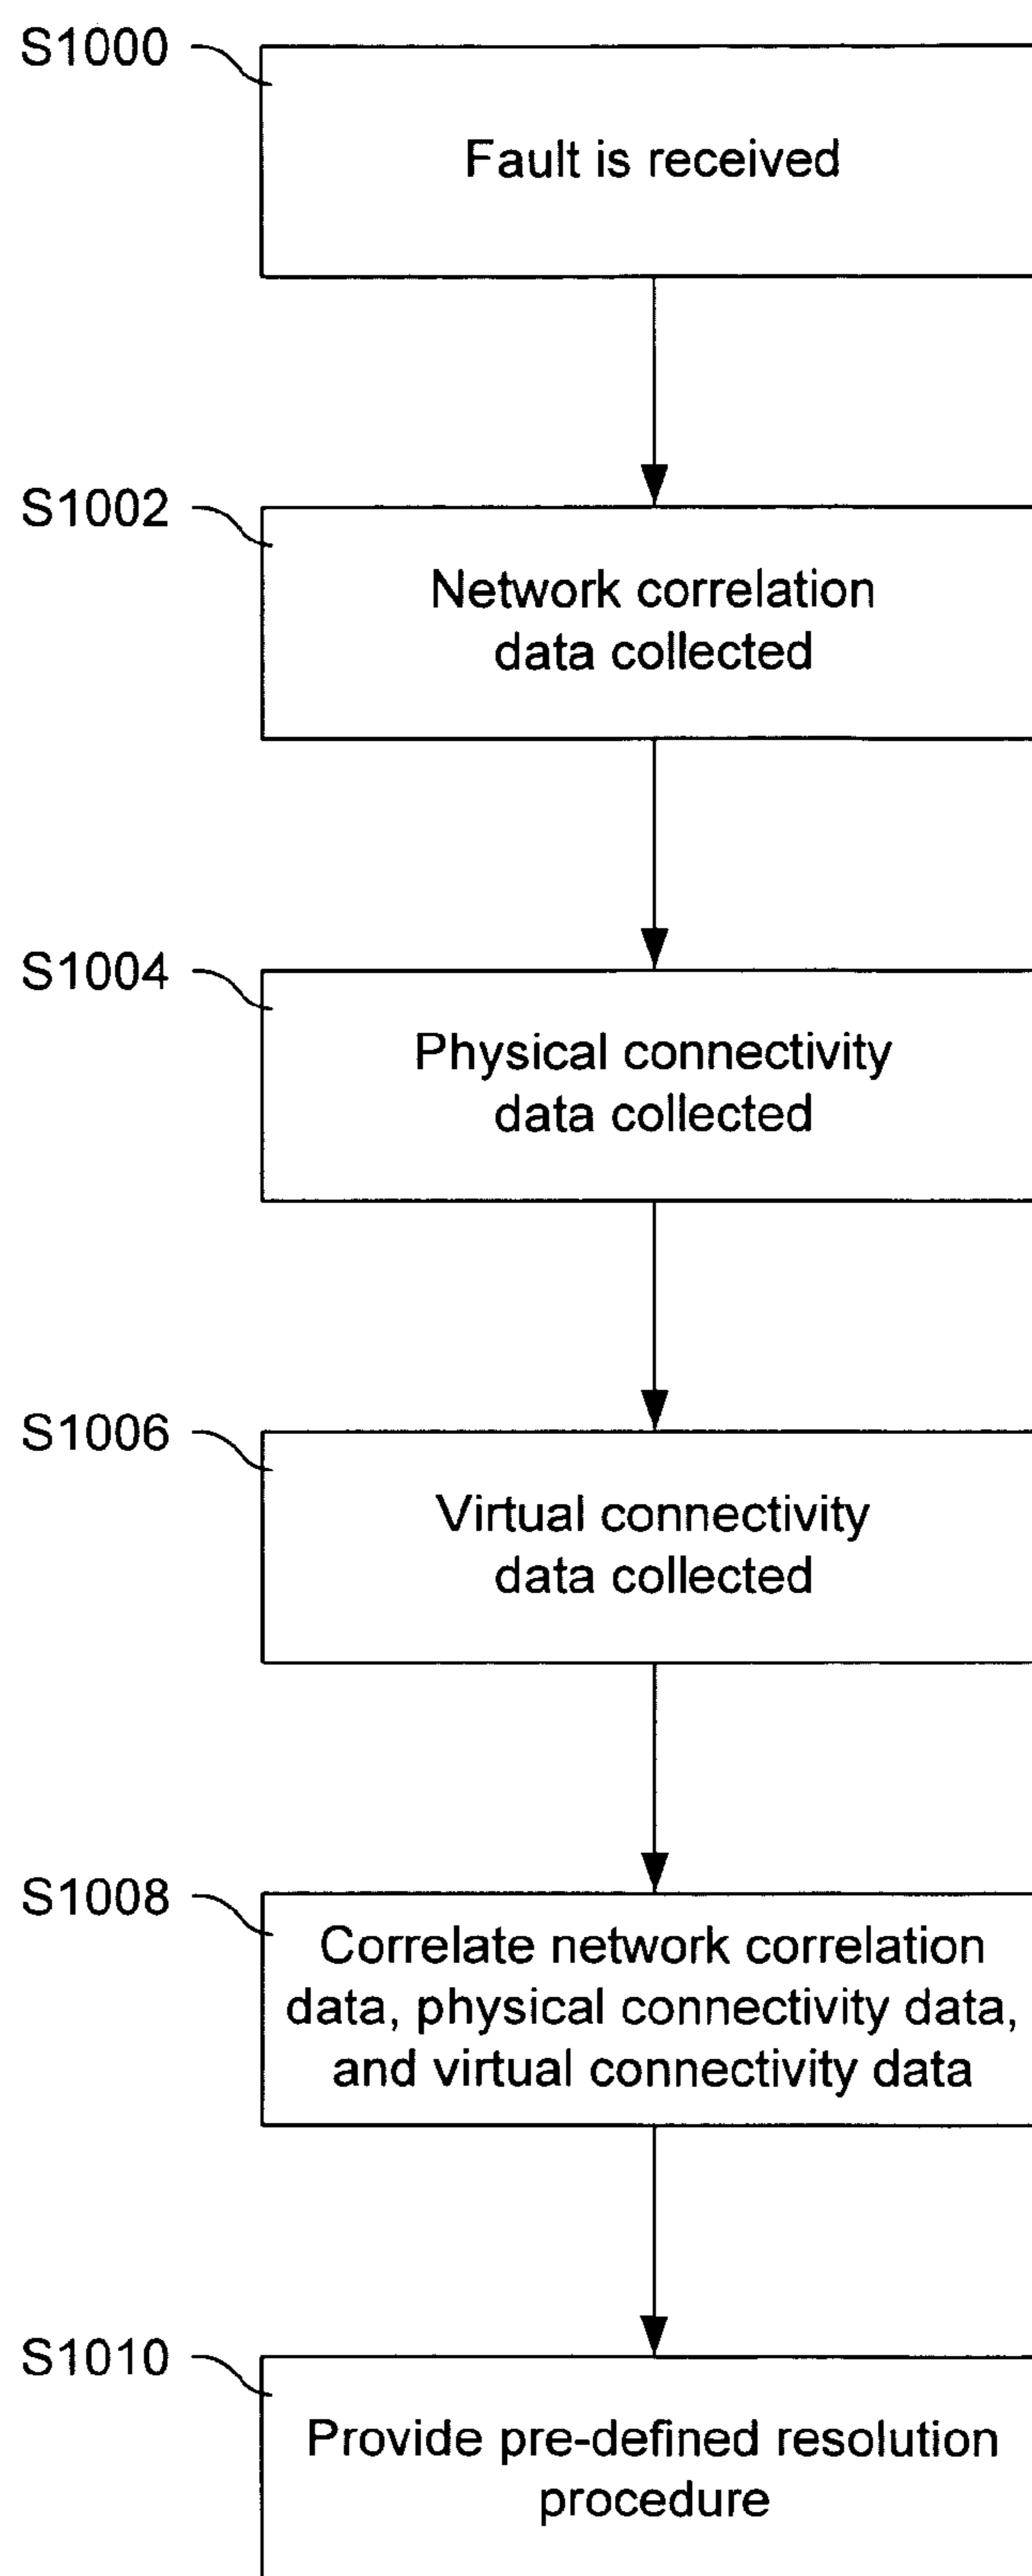 S1000
Fault is received
S1002
Network correlation
data collected
S1004
Physical connectivity
data collected
S1006
Virtual connectivity
data collected
S1008
Correlate network correlation
data, physical connectivity data,
and virtual connectivity data
S1010
Provide pre-defined resolution
procedure